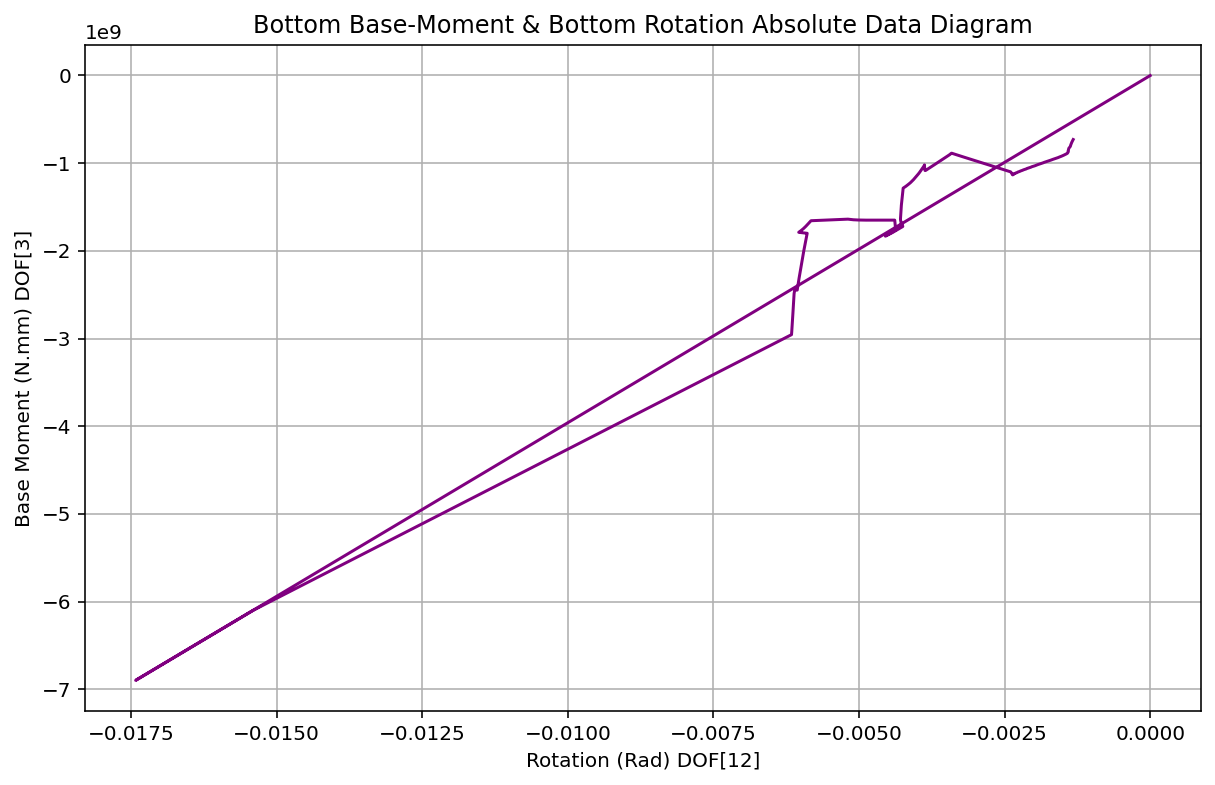 Bottom Base-Moment & Bottom Rotation Absolute Data Diagram
1e9
0
−1
−2
−3
−4
−5
−6
−7
Base Moment (N.mm) DOF[3]
−0.0175 −0.0150 −0.0125 −0.0100 −0.0075 −0.0050 −0.0025 0.0000
Rotation (Rad) DOF[12]